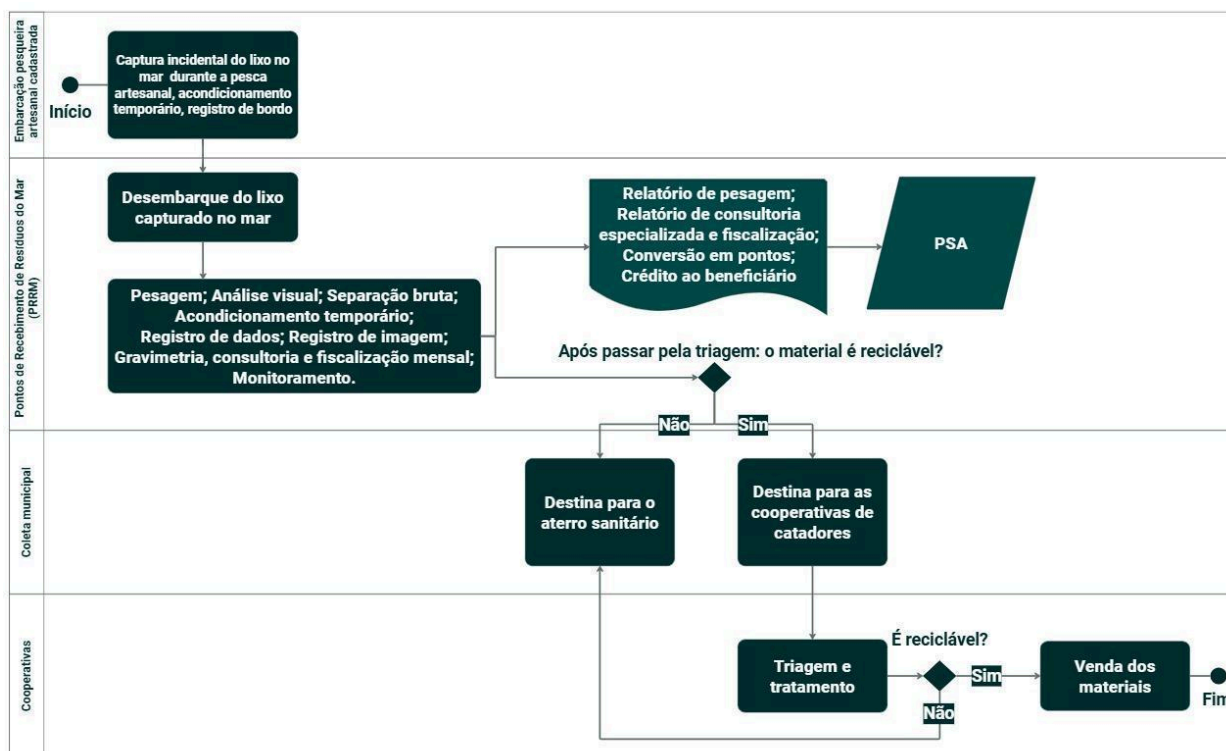 Embarcação pesqueira
artesanal cadastrada
Início
Captura incidental do lixo no
mar durante a pesca
artesanal, acondicionamento
temporário, registro de bordo
Pontos de Recebimento de Resíduos do Mar
(PRRM)
Desembarque do lixo
capturado no mar
Pesagem; Análise visual; Separação bruta;
Acondicionamento temporário;
Registro de dados; Registro de imagem;
Gravimetria, consultoria e fiscalização mensal;
Monitoramento.
Relatório de pesagem;
Relatório de consultoria
especializada e fiscalização;
Conversão em pontos;
Crédito ao beneficiário
PSA
Após passar pela triagem: o material é reciclável?
Não
Sim
Coleta municipal
Destina para o
aterro sanitário
Destina para as
cooperativas de
catadores
Cooperativas
Triagem e
tratamento
É reciclável?
Sim
Não
Venda dos
materiais
Fim